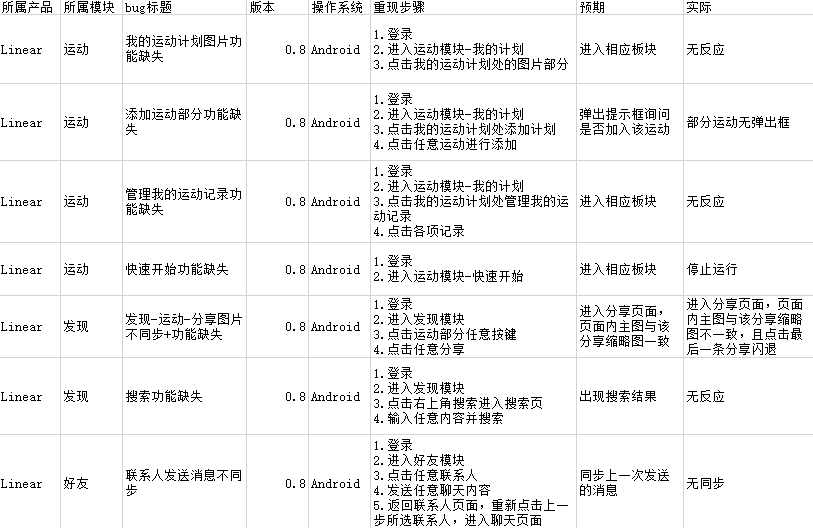 所属产品 所属模块 bug标题 版本 操作系统 重现步骤 预期 实际
Linear 运动 我的运动计划图片功
能缺失 0.8 Android 1.登录
2.进入运动模块-我的计划
3.点击我的运动计划处的图片部分 进入相应板块 无反应
Linear 运动 添加运动部分功能缺
失 0.8 Android 1.登录
2.进入运动模块-我的计划
3.点击我的运动计划处添加计划
4.点击任意运动进行添加 弹出提示框询问
是否加入该运动 部分运动无弹出框
Linear 运动 管理我的运动记录功
能缺失 0.8 Android 1.登录
2.进入运动模块-我的计划
3.点击我的运动计划处管理我的运
动记录
4.点击各项记录 进入相应板块 无反应
Linear 运动 快速开始功能缺失 0.8 Android 1.登录
2.进入运动模块-快速开始 进入相应板块 停止运行
Linear 发现 发现-运动-分享图片
不同步+功能缺失 0.8 Android 1.登录
2.进入发现模块
3.点击运动部分任意按键
4.点击任意分享 进入分享页面，
页面内主图与该
分享缩略图一致 进入分享页面，页面
内主图与该分享缩略
图不一致，且点击最
后一条分享闪退
Linear 发现 搜索功能缺失 0.8 Android 1.登录
2.进入发现模块
3.点击右上角搜索进入搜索页
4.输入任意内容并搜索 出现搜索结果 无反应
Linear 好友 联系人发送消息不同
步 0.8 Android 1.登录
2.进入好友模块
3.点击任意联系人
4.发送任意聊天内容
5.返回联系人页面，重新点击上一
步所选联系人，进入聊天页面 同步上一次发送
的消息 无同步